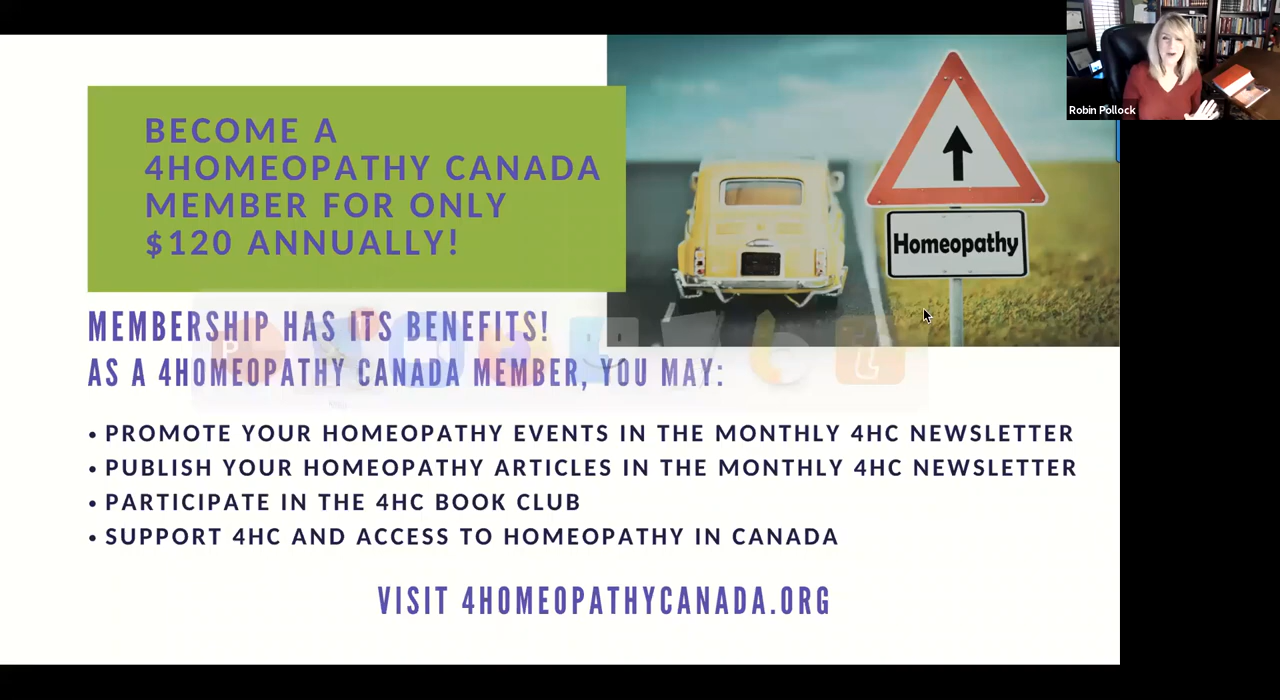 BECOME A
4HOMEOPATHY CANADA
MEMBER FOR ONLY
$120 ANNUALLY!
Homeopathy
Robin Pollock
MEMBERSHIP HAS ITS BENEFITS!
AS A 4HOMEOPATHY CANADA MEMBER, YOU MAY:
• PROMOTE YOUR HOMEOPATHY EVENTS IN THE MONTHLY 4HC NEWSLETTER
• PUBLISH YOUR HOMEOPATHY ARTICLES IN THE MONTHLY 4HC NEWSLETTER
• PARTICIPATE IN THE 4HC BOOK CLUB
• SUPPORT 4HC AND ACCESS TO HOMEOPATHY IN CANADA
VISIT 4HOMEOPATHYCANADA.ORG